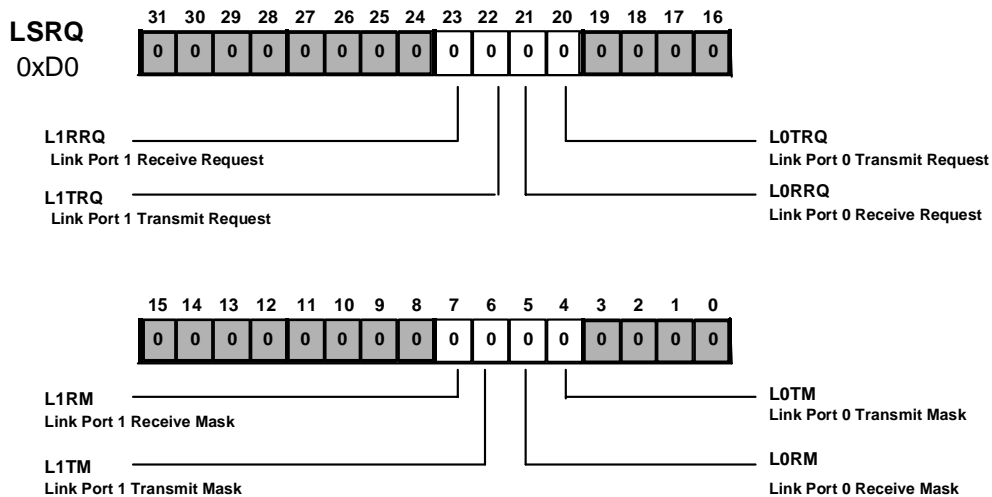 LSRQ
0xD0
31 30 29 28 27 26 25 24 23 22 21 20 19 18 17 16
0 0 0 0 0 0 0 0 0 0 0 0 0 0 0 0
L1RRQ
Link Port 1 Receive Request
L1TRQ
Link Port 1 Transmit Request
L0TRQ
Link Port 0 Transmit Request
L0RRQ
Link Port 0 Receive Request
15 14 13 12 11 10 9 8 7 6 5 4 3 2 1 0
0 0 0 0 0 0 0 0 0 0 0 0 0 0 0 0
L1RM
Link Port 1 Receive Mask
L1TM
Link Port 1 Transmit Mask
L0TM
Link Port 0 Transmit Mask
L0RM
Link Port 0 Receive Mask